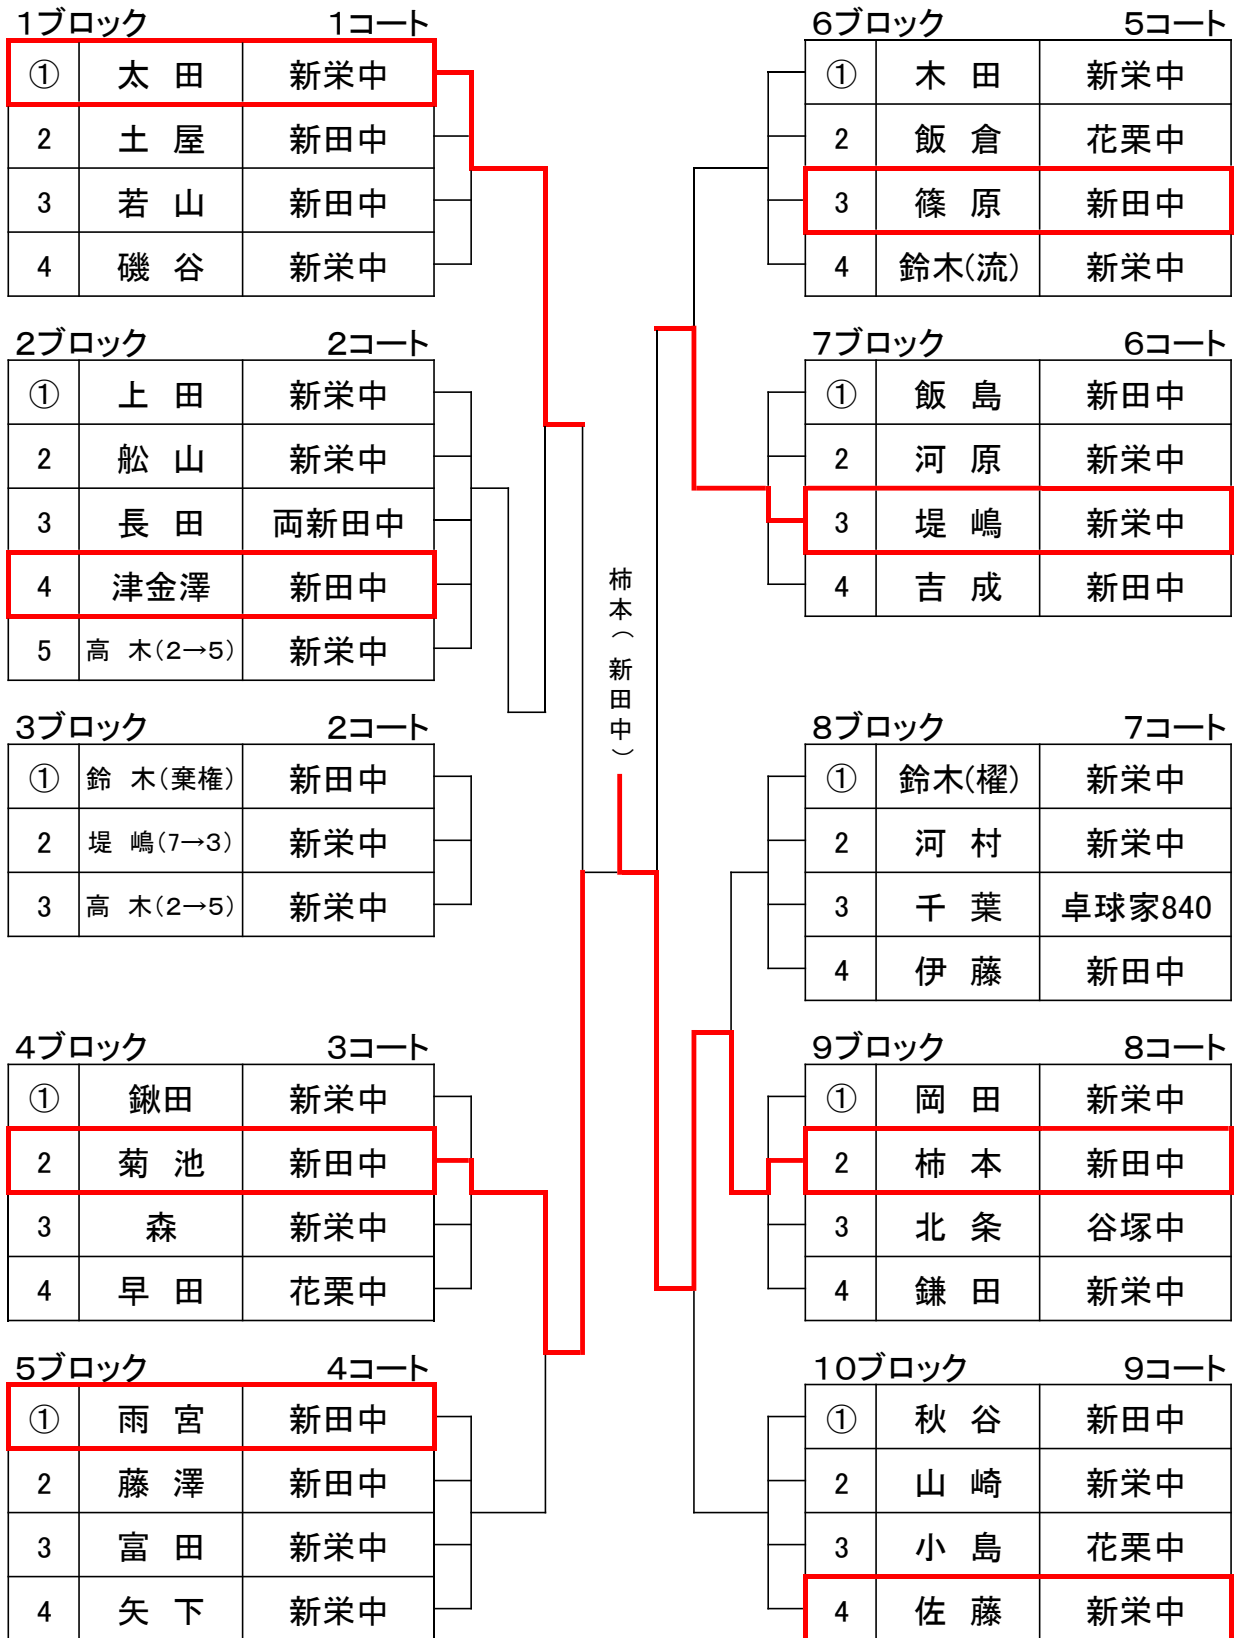 1ブロック 1コート
① 太 田 新栄中
2 土 屋 新田中
3 若 山 新田中
4 磯 谷 新栄中
2ブロック 2コート
① 上 田 新栄中
2 舩 山 新栄中
3 長 田 両新田中
4 津金澤 新田中
5 高 木(2→5) 新栄中
3ブロック 2コート
① 鈴 木(棄権) 新田中
2 堤 嶋(7→3) 新栄中
3 高 木(2→5) 新栄中
4ブロック 3コート
① 鍬田 新栄中
2 菊 池 新田中
3 森 新栄中
4 早 田 花栗中
5ブロック 4コート
① 雨 宮 新田中
2 藤 澤 新田中
3 富 田 新栄中
4 矢 下 新栄中
柿本(新田中)
6ブロック 5コート
① 木 田 新栄中
2 飯 倉 花栗中
3 篠 原 新田中
4 鈴木(流) 新栄中
7ブロック 6コート
① 飯 島 新田中
2 河 原 新栄中
3 堤 嶋 新栄中
4 吉 成 新田中
8ブロック 7コート
① 鈴木(櫂) 新栄中
2 河 村 新栄中
3 千 葉 卓球家840
4 伊 藤 新田中
9ブロック 8コート
① 岡 田 新栄中
2 柿 本 新田中
3 北 条 谷塚中
4 鎌 田 新栄中
10ブロック 9コート
① 秋 谷 新田中
2 山 崎 新栄中
3 小 島 花栗中
4 佐 藤 新栄中